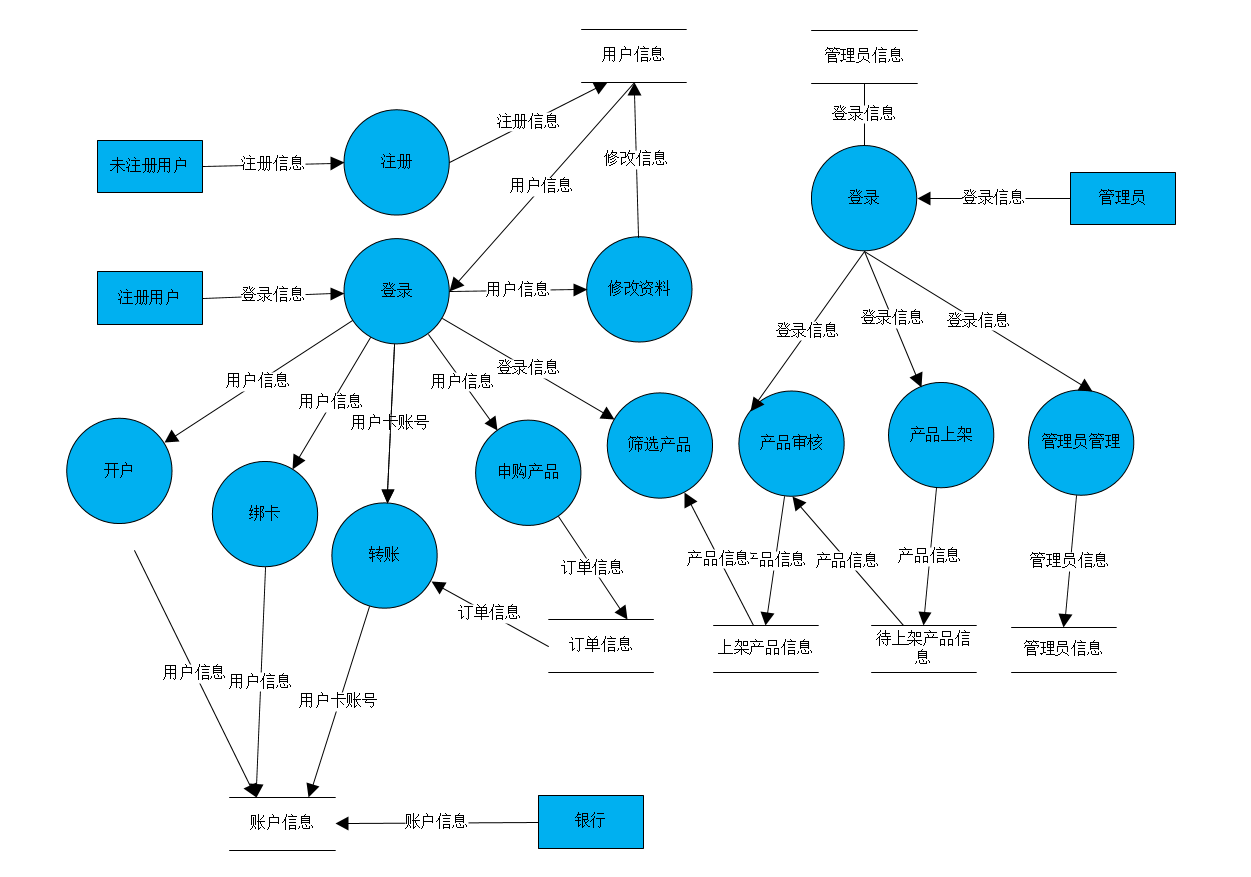 用户信息
管理员信息
登录信息
注册信息
未注册用户
注册信息
注册
修改信息
用户信息
登录
登录信息
管理员
注册用户
登录信息
登录
用户信息
修改资料
登录信息
登录信息
登录信息
用户信息
用户信息
用户卡账号
用户信息
登录信息
开户
绑卡
转账
申购产品
筛选产品
产品审核
产品上架
管理员管理
订单信息
产品信息
产品信息
产品信息
产品信息
管理员信息
订单信息
订单信息
上架产品信息
待上架产品信
息
管理员信息
用户信息
用户信息
用户卡账号
账户信息
账户信息
银行